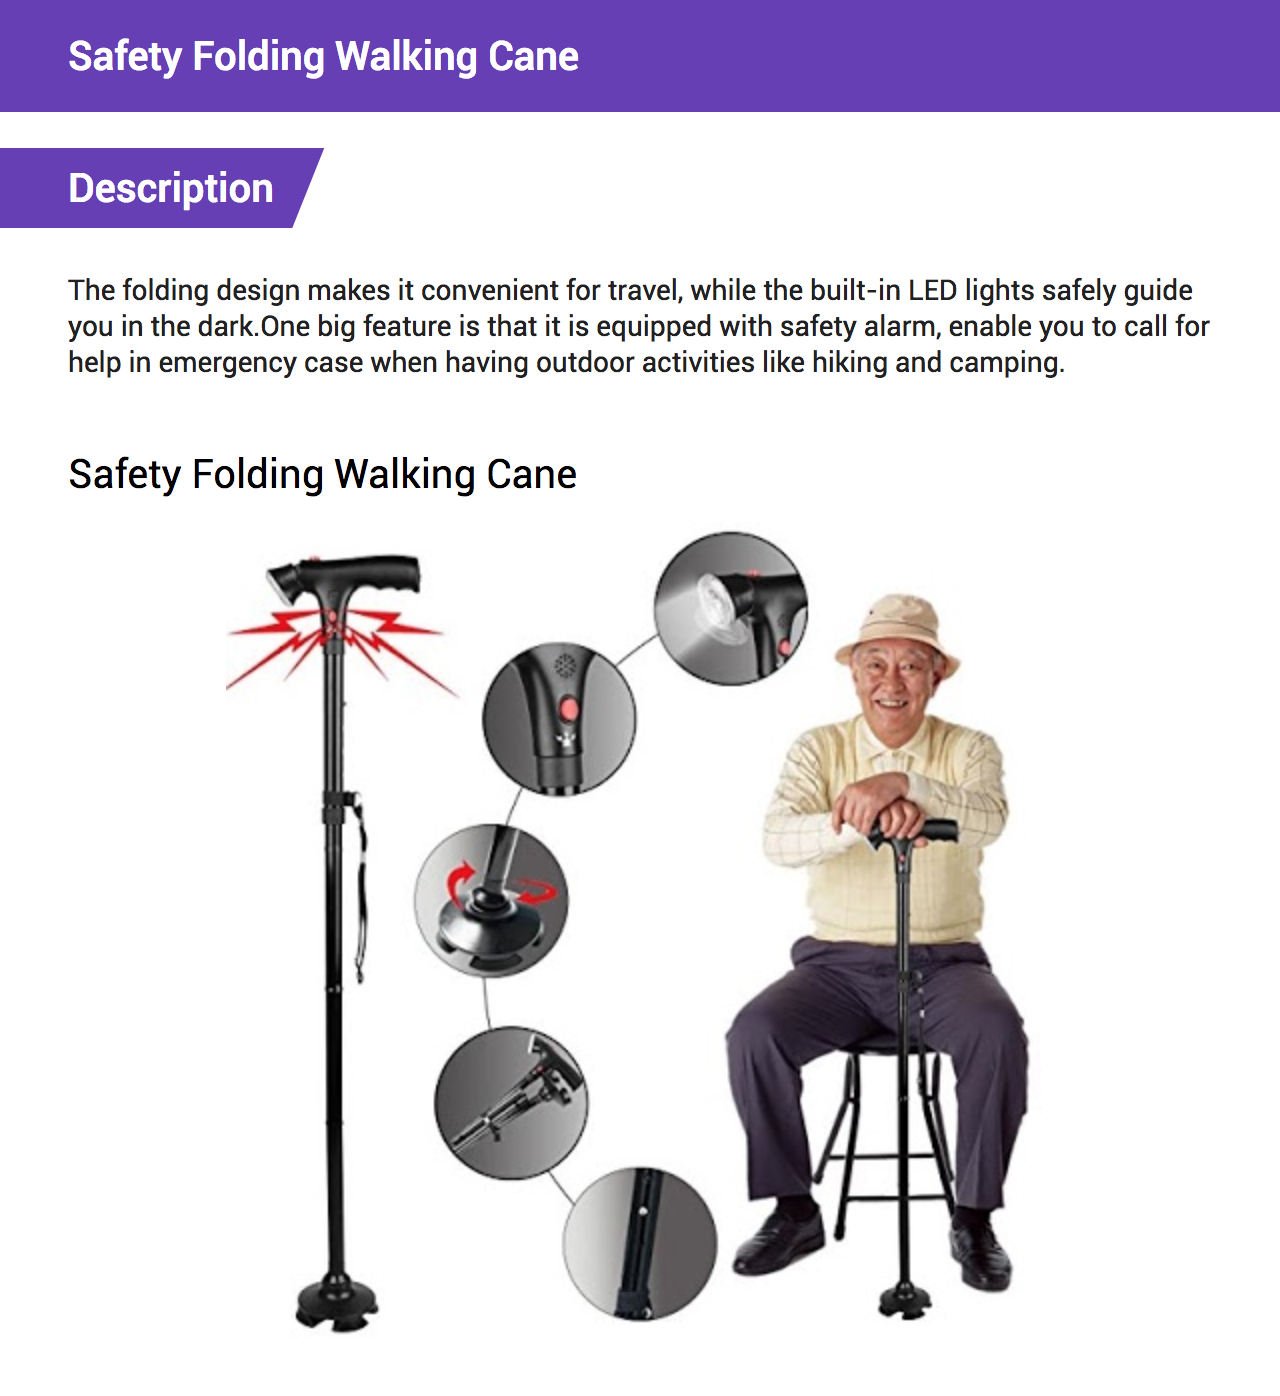 Safety Folding Walking Cane
Description
The folding design makes it convenient for travel, while the built-in LED lights safely guide
you in the dark.One big feature is that it is equipped with safety alarm, enable you to call for
help in emergency case when having outdoor activities like hiking and camping.
Safety Folding Walking Cane